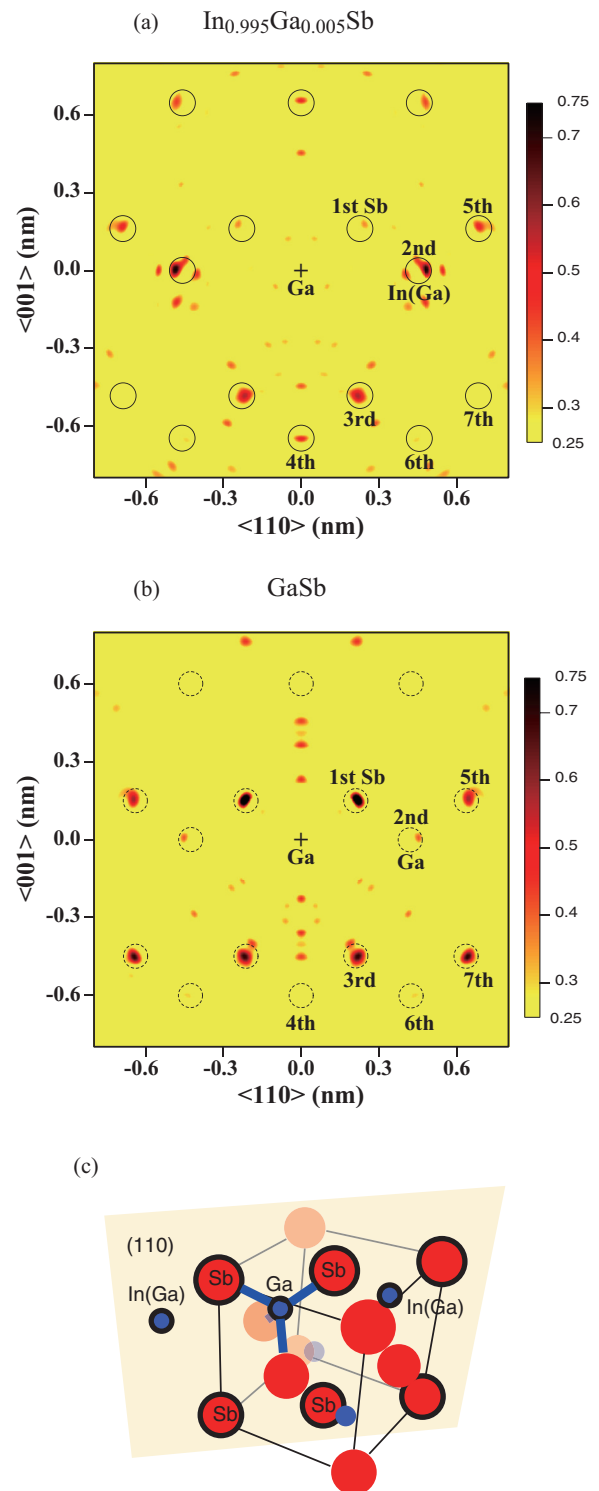 (a) In0.995Ga0.005Sb
0.6
0.3
0.0
-0.3
-0.6
<001> (nm)
1st Sb
5th
2nd
Ga
In(Ga)
3rd
7th
4th
6th
-0.6 -0.3 0.0 0.3 0.6
<110> (nm)
0.75
0.7
0.6
0.5
0.4
0.3
0.25
(b) GaSb
0.6
0.3
0.0
-0.3
-0.6
<001> (nm)
1st Sb
5th
2nd
Ga
Ga
3rd
7th
4th
6th
-0.6 -0.3 0.0 0.3 0.6
<110> (nm)
0.75
0.7
0.6
0.5
0.4
0.3
0.25
(c)
(110)
Sb
Ga
Sb
In(Ga)
In(Ga)
Sb
Sb